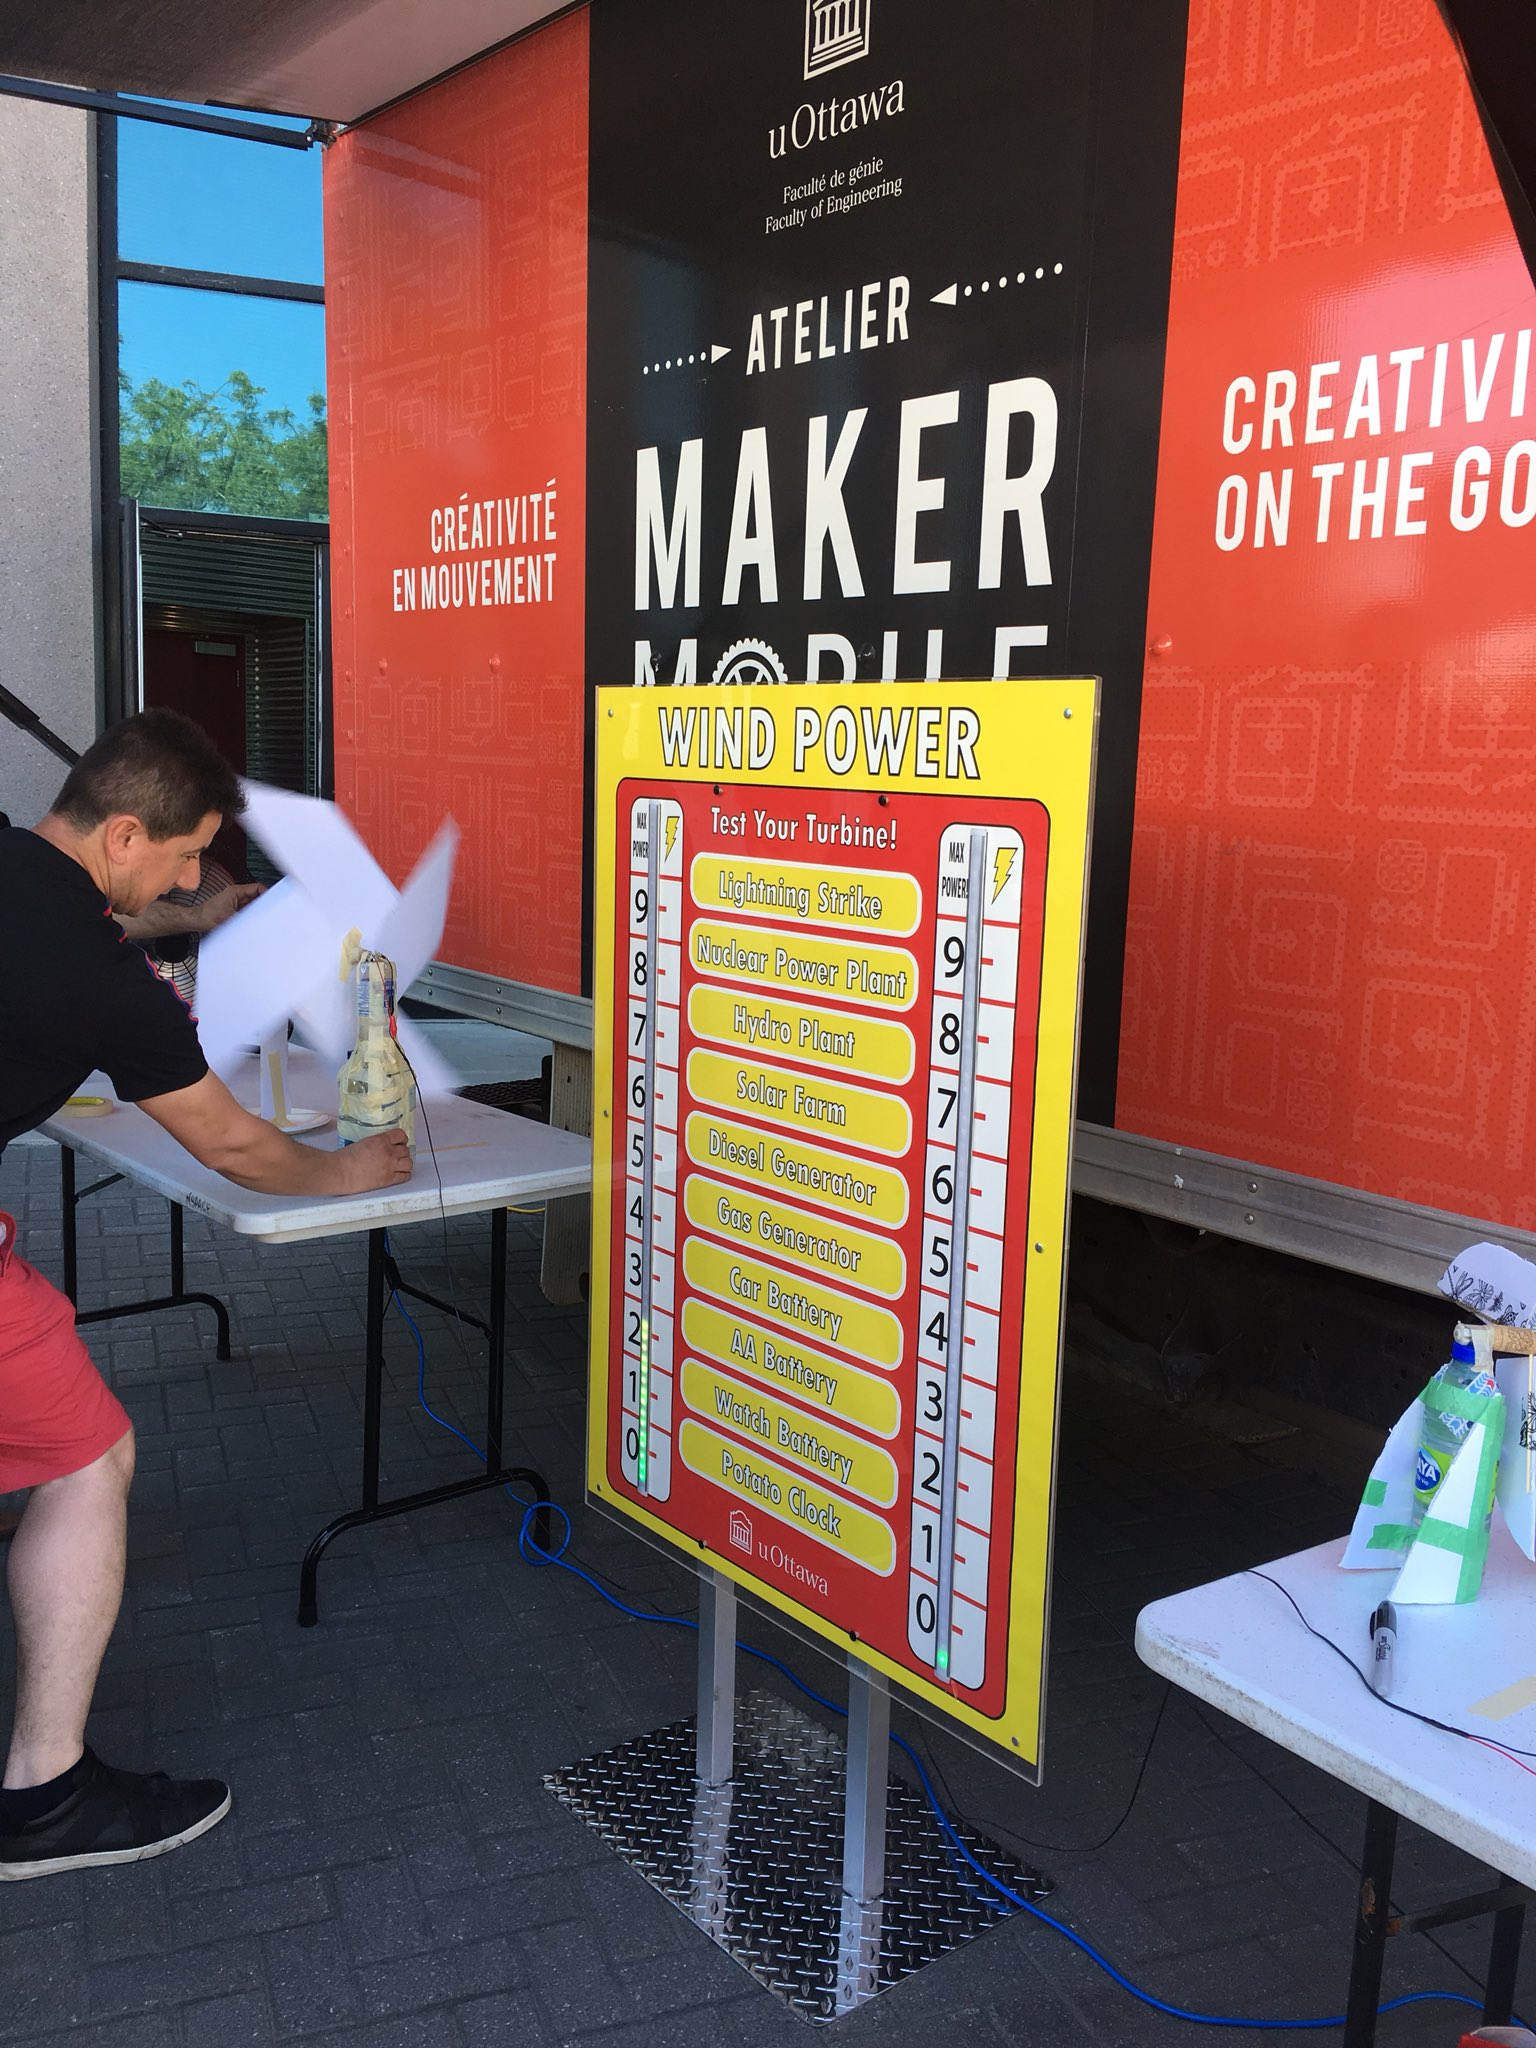 uOttawa
Faculté de génie
Faculty of Engineering
ATELIER
MAKER
MOBILE
CRÉATIVITÉ
EN MOUVEMENT
CREATIVI
ON THE GO
WIND POWER
Test Your Turbine!
MAX
POWER
9
8
7
6
5
4
3
2
1
0
Lightning Strike
Nuclear Power Plant
Hydro Plant
Solar Farm
Diesel Generator
Gas Generator
Car Battery
AA Battery
Watch Battery
Potato Clock
uOttawa
MAX
POWER!
9
8
7
6
5
4
3
2
1
0